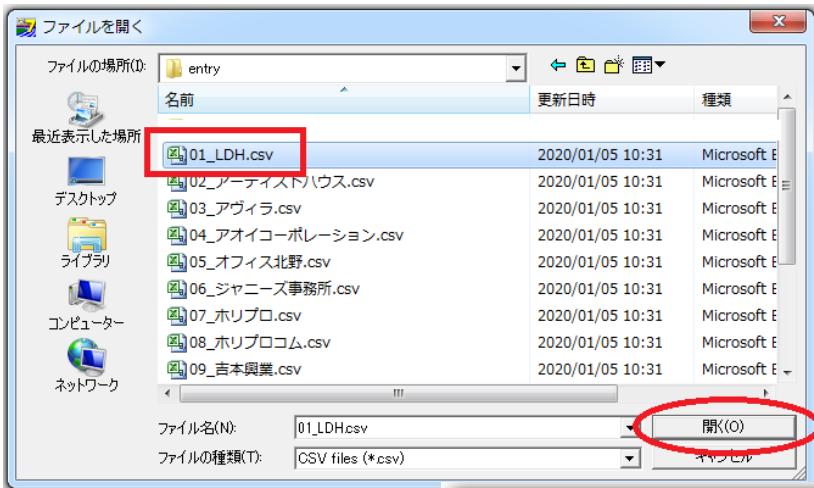 ファイルを開く
ファイルの場所(I):
entry
名前
更新日時
種類
最近表示した場所
デスクトップ
ライブラリ
コンピューター
ネットワーク
01_LDH.csv 2020/01/05 10:31 Microsoft E
02_アーティストハウス.csv 2020/01/05 10:31 Microsoft E
03_アヴィラ.csv 2020/01/05 10:31 Microsoft E
04_アオイコーポレーション.csv 2020/01/05 10:31 Microsoft E
05_オフィス北野.csv 2020/01/05 10:31 Microsoft E
06_ジャニーズ事務所.csv 2020/01/05 10:31 Microsoft E
07_ホリプロ.csv 2020/01/05 10:31 Microsoft E
08_ホリプロコム.csv 2020/01/05 10:31 Microsoft E
09_吉本興業.csv 2020/01/05 10:31 Microsoft E
ファイル名(N): 01_LDH.csv 開く(O)
ファイルの種類(T): CSV files (*.csv) キャンセル